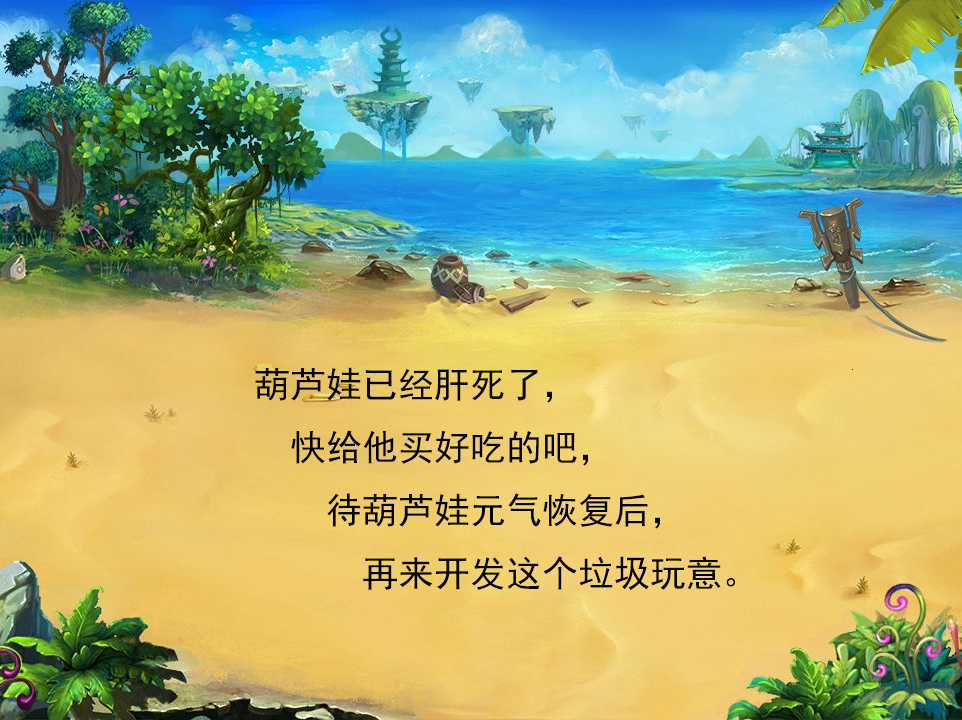 葫芦娃已经肝死了，
快给他买好吃的吧，
待葫芦娃元气恢复后，
再来开发这个垃圾玩意。